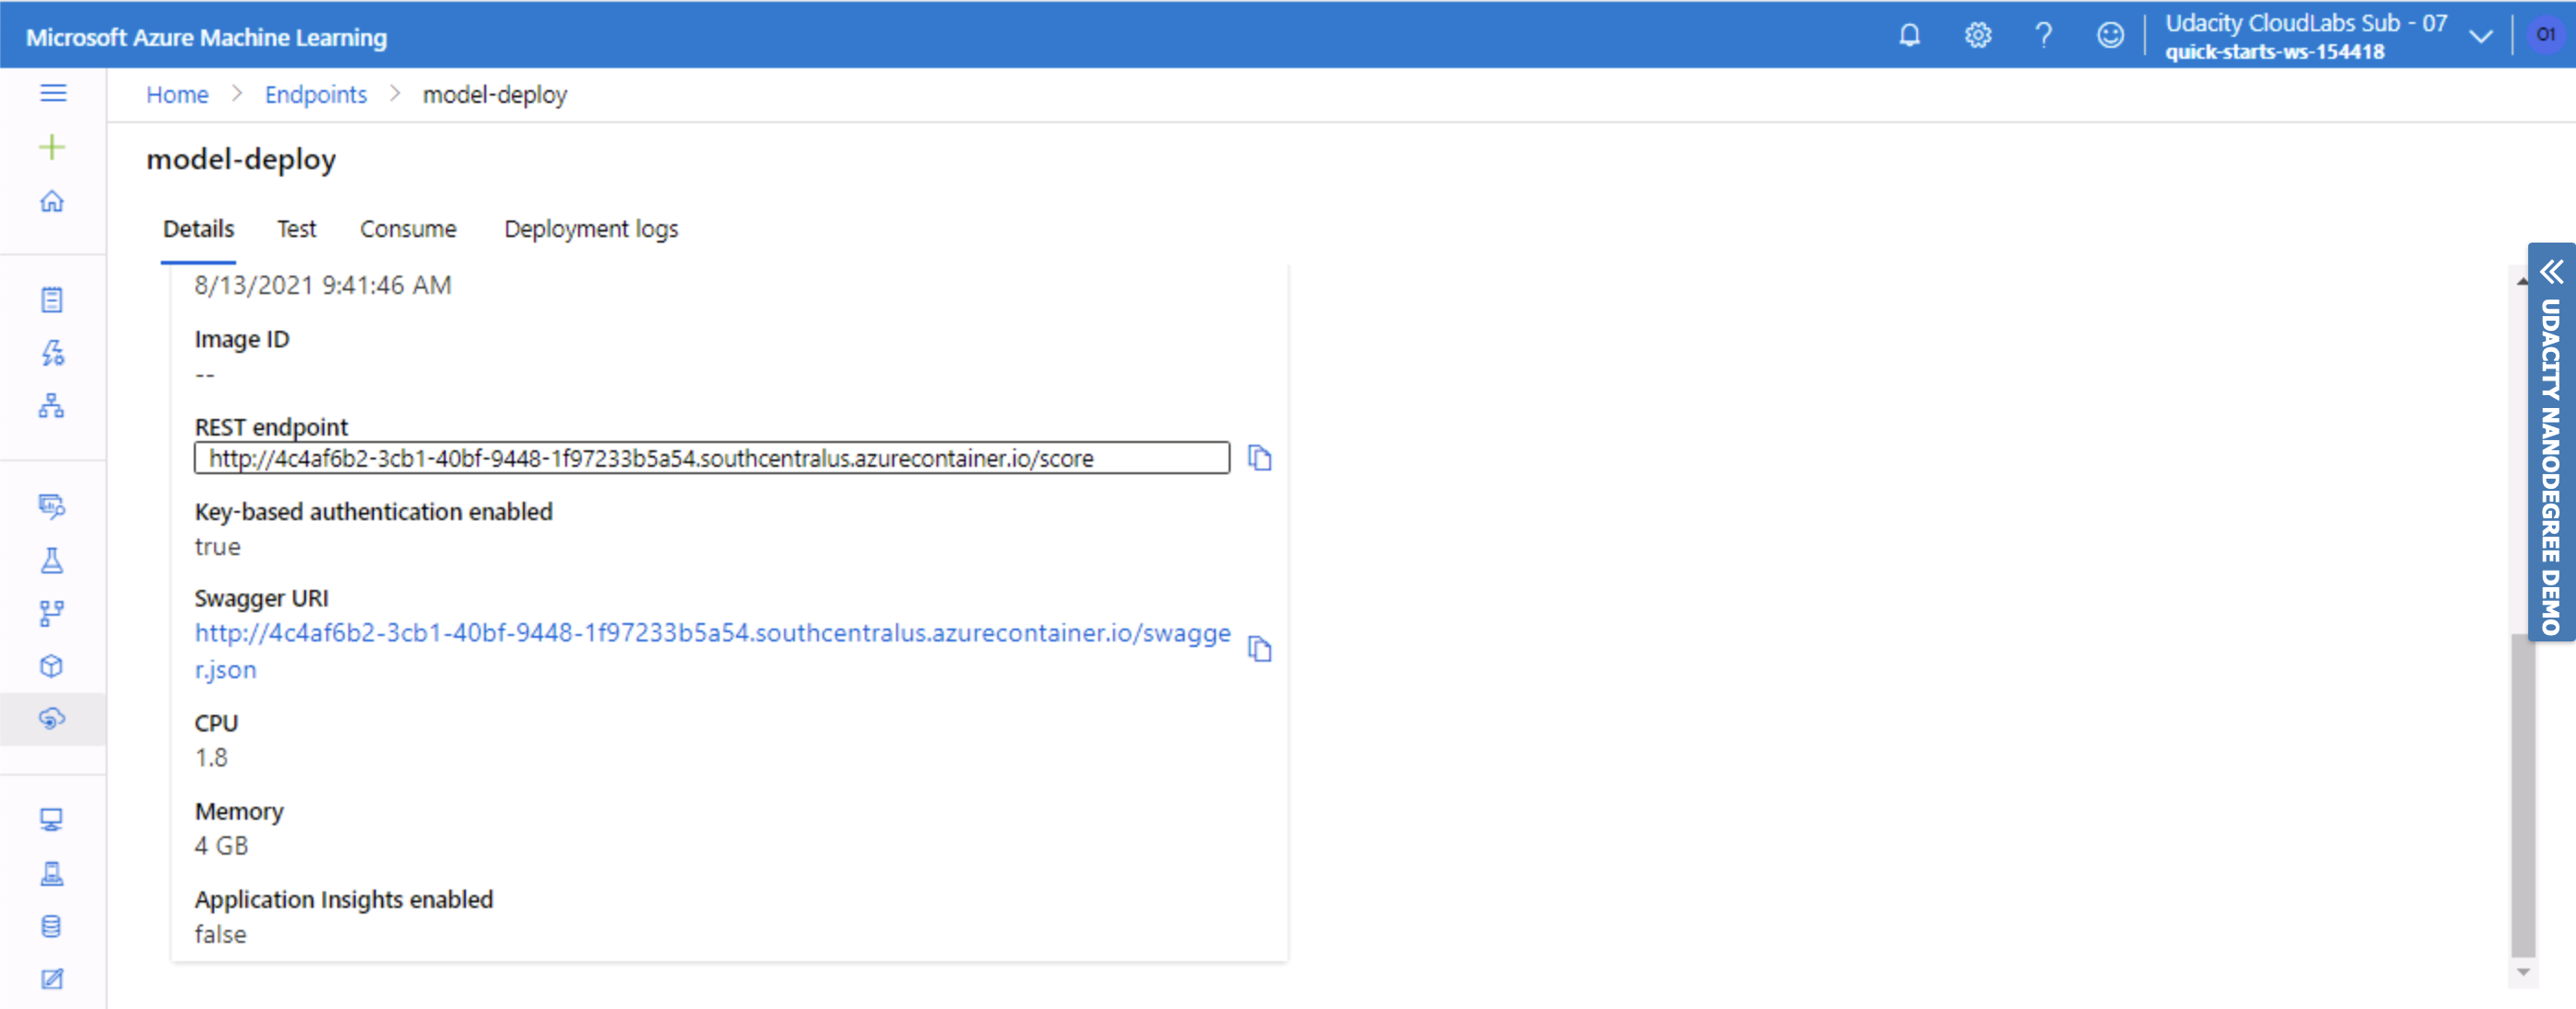 Microsoft Azure Machine Learning
Udacity CloudLabs Sub - 07
quick-starts-ws-154418
01
Home > Endpoints > model-deploy
model-deploy
Details Test Consume Deployment logs
8/13/2021 9:41:46 AM
Image ID
--
REST endpoint
http://4c4af6b2-3cb1-40bf-9448-1f97233b5a54.southcentralus.azurecontainer.io/score
Key-based authentication enabled
true
Swagger URI
http://4c4af6b2-3cb1-40bf-9448-1f97233b5a54.southcentralus.azurecontainer.io/swagge
r.json
CPU
1.8
Memory
4 GB
Application Insights enabled
false
UDACITY NANODEGREE DEMO